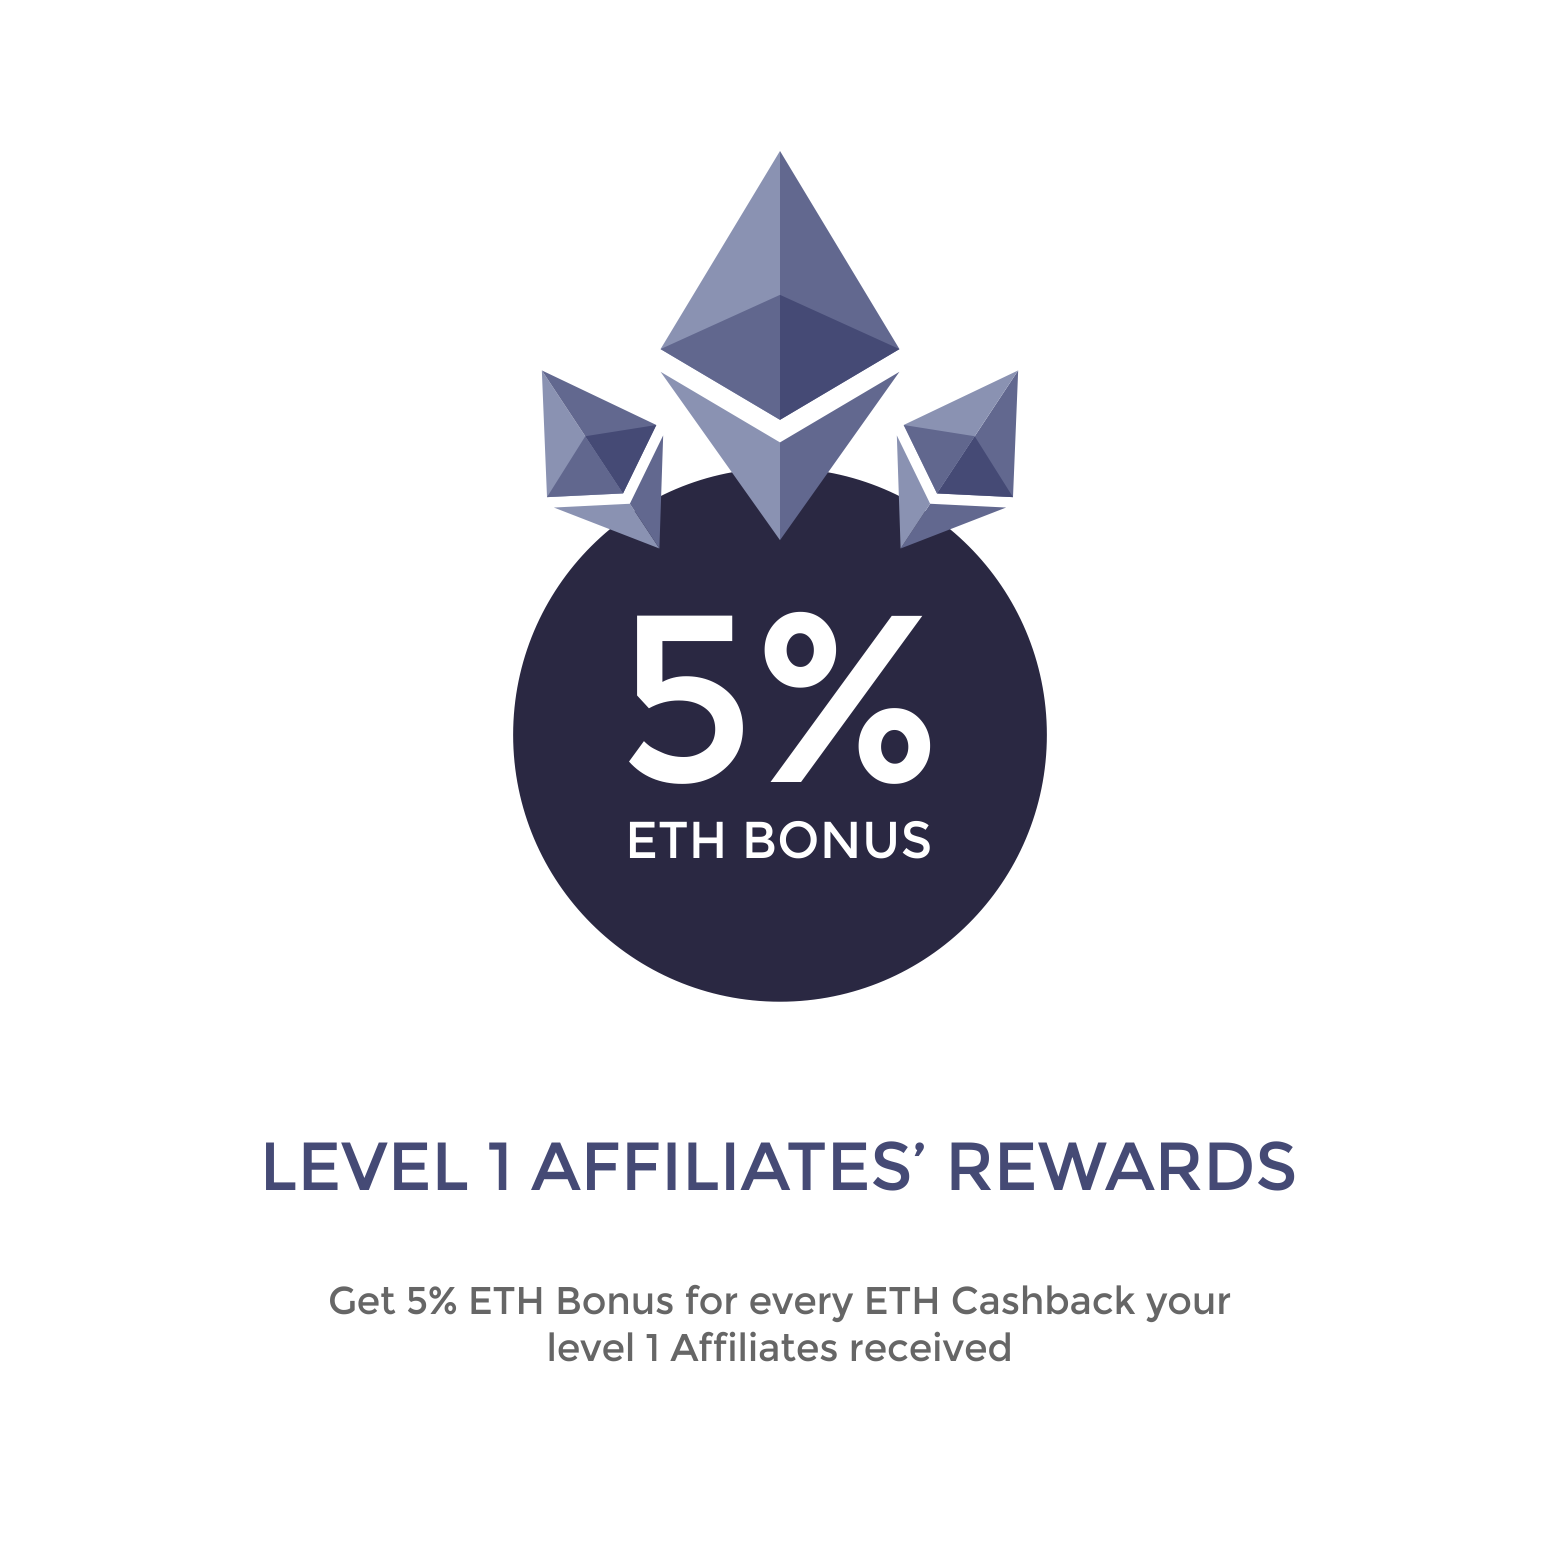 5%
ETH BONUS
LEVEL 1 AFFILIATES’ REWARDS
Get 5% ETH Bonus for every ETH Cashback your
level 1 Affiliates received